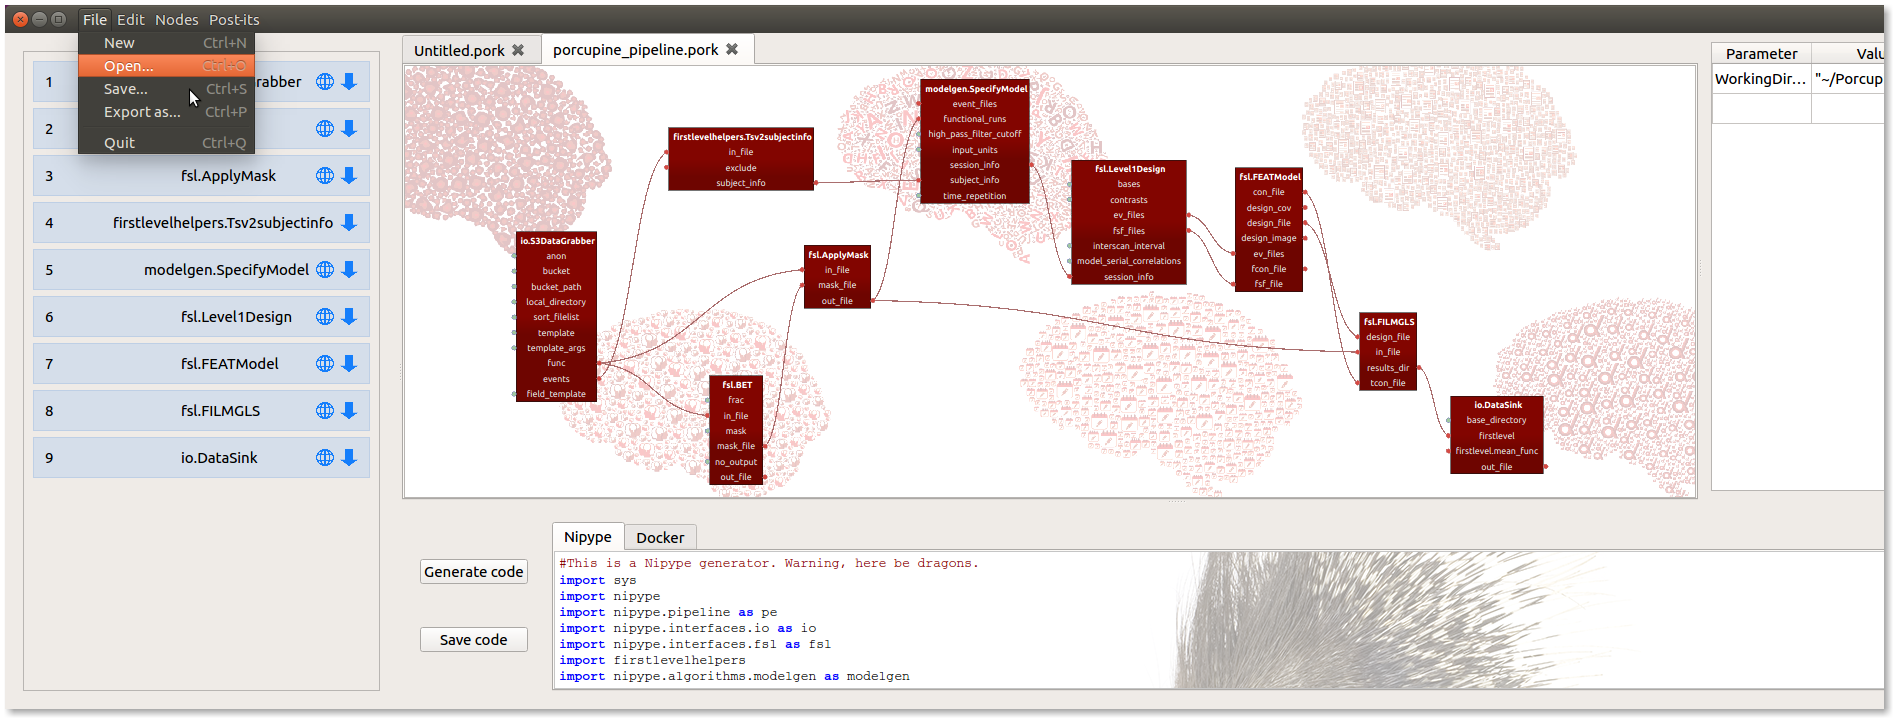 File Edit Nodes Post-its
New Ctrl+N
Open... Ctrl+O
Save... Ctrl+S
Export as... Ctrl+P
Quit Ctrl+Q
1
2
3 fsl.ApplyMask
4 firstlevelhelpers.Tsv2subjectinfo
5 modelgen.SpecifyModel
6 fsl.Level1Design
7 fsl.FEATModel
8 fsl.FILMGLS
9 io.DataSink
Untitled.pork
porcupine_pipeline.pork
io.S3DataGrabber
anon
bucket
bucket_path
local_directory
sort_filelist
template
template_args
func
events
field_template
firstlevelhelpers.Tsv2subjectinfo
in_file
exclude
subject_info
fsl.BET
frac
in_file
mask
mask_file
no_output
out_file
fsl.ApplyMask
in_file
mask_file
out_file
modelgen.SpecifyModel
event_files
functional_runs
high_pass_filter_cutoff
input_units
session_info
subject_info
time_repetition
fsl.Level1Design
bases
contrasts
ev_files
fsf_files
interscan_interval
model_serial_correlations
session_info
fsl.FEATModel
con_file
design_cov
design_file
design_image
ev_files
fcon_file
fsf_file
fsl.FILMGLS
design_file
in_file
results_dir
tcon_file
io.DataSink
base_directory
firstlevel
firstlevel.mean_func
out_file
Parameter Valu
WorkingDir... "~/Porcup
Generate code
Save code
Nipype Docker
#This is a Nipype generator. Warning, here be dragons.
import sys
import nipype
import nipype.pipeline as pe
import nipype.interfaces.io as io
import nipype.interfaces.fsl as fsl
import firstlevelhelpers
import nipype.algorithms.modelgen as modelgen